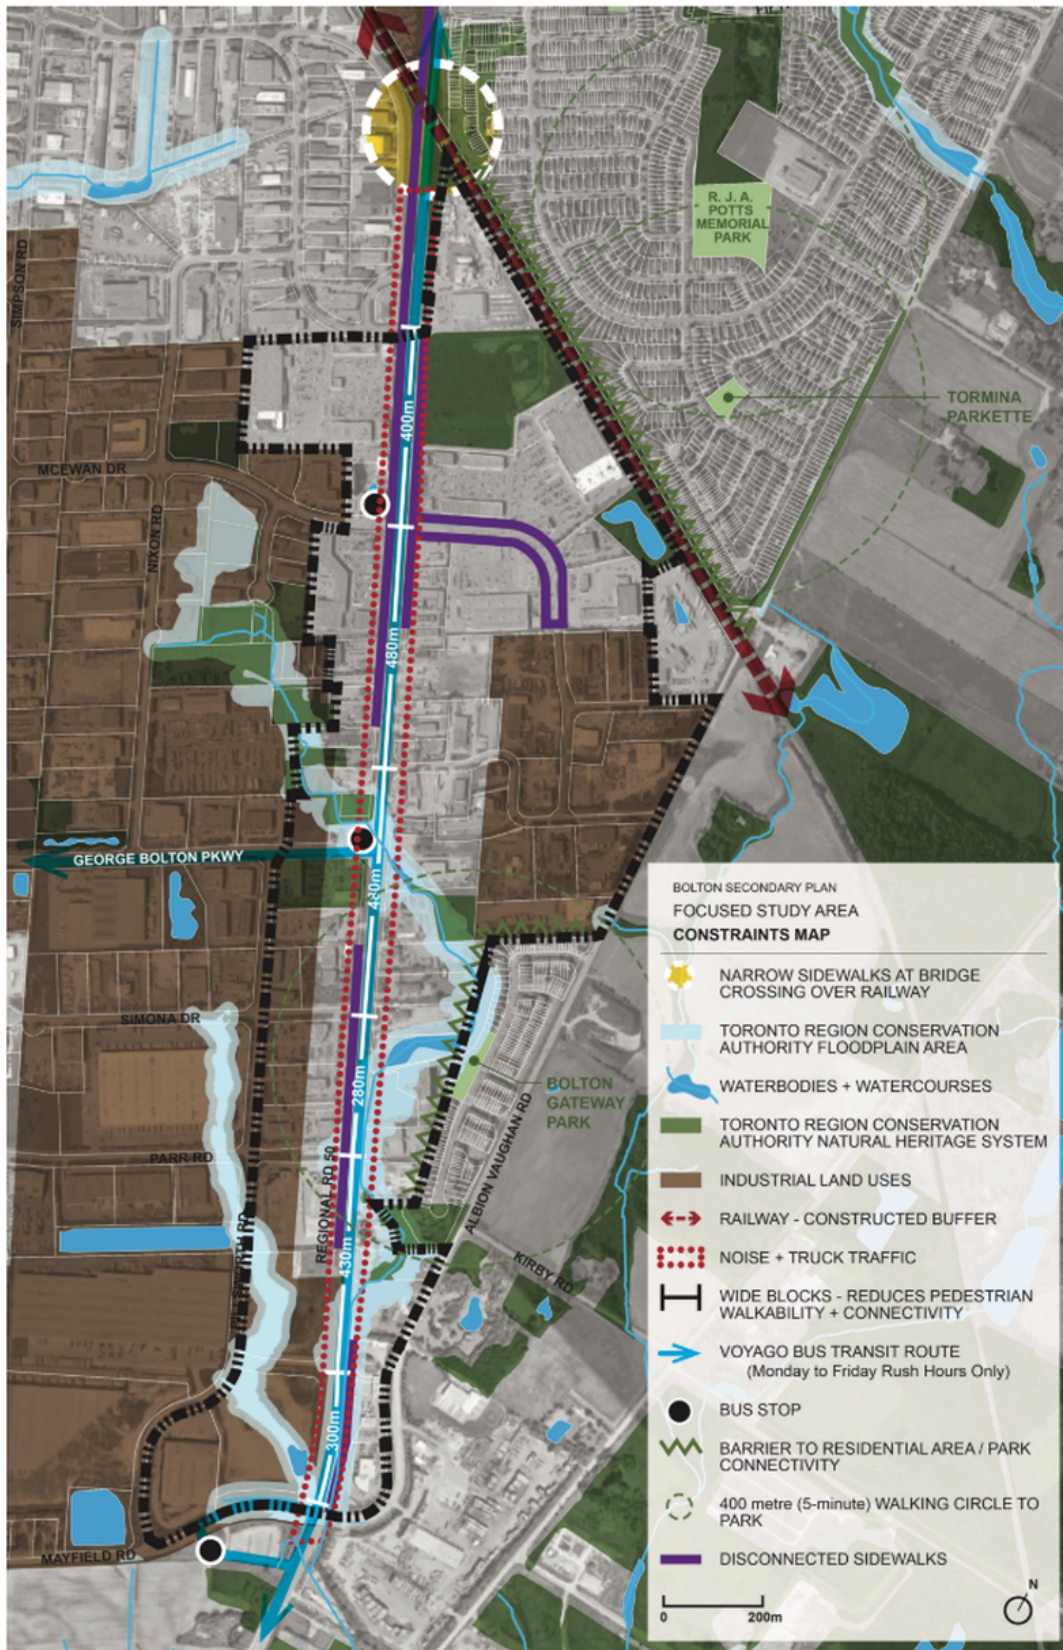 R. J. A.
POTTS
MEMORIAL
PARK
SIMPSON RD
TORMINA
PARKETTE
400m
MCEWAN DR
NIXON RD
480m
GEORGE BOLTON PKWY
SIMONA DR
280m
BOLTON
GATEWAY
PARK
PARR RD
REGIONAL RD 50
ALBION VAUGHAN RD
430m
KIRBY RD
300m
MAYFIELD RD
BOLTON SECONDARY PLAN
FOCUSED STUDY AREA
CONSTRAINTS MAP
NARROW SIDEWALKS AT BRIDGE
CROSSING OVER RAILWAY
TORONTO REGION CONSERVATION
AUTHORITY FLOODPLAIN AREA
WATERBODIES + WATERCOURSES
TORONTO REGION CONSERVATION
AUTHORITY NATURAL HERITAGE SYSTEM
INDUSTRIAL LAND USES
RAILWAY - CONSTRUCTED BUFFER
NOISE + TRUCK TRAFFIC
WIDE BLOCKS - REDUCES PEDESTRIAN
WALKABILITY + CONNECTIVITY
VOYAGO BUS TRANSIT ROUTE
(Monday to Friday Rush Hours Only)
BUS STOP
BARRIER TO RESIDENTIAL AREA / PARK
CONNECTIVITY
400 metre (5-minute) WALKING CIRCLE TO
PARK
DISCONNECTED SIDEWALKS
N
0 200m